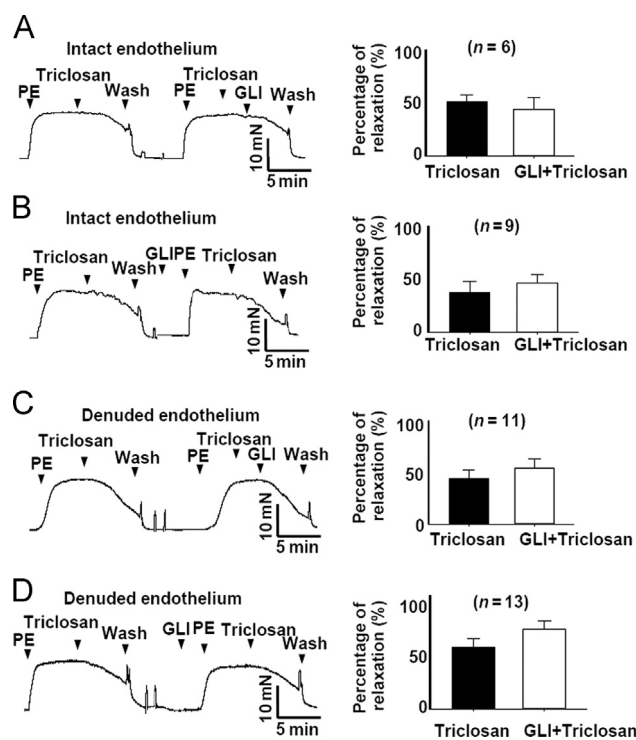 A
Intact endothelium
PE Triclosan Wash PE Triclosan GLI Wash
10 mN
5 min
Percentage of
relaxation (%)
100
50
0
(n = 6)
Triclosan GLI+Triclosan
B
Intact endothelium
PE Triclosan Wash GLI PE Triclosan Wash
10 mN
5 min
Percentage of
relaxation (%)
100
50
0
(n = 9)
Triclosan GLI+Triclosan
C
Denuded endothelium
PE Triclosan Wash PE Triclosan GLI Wash
10 mN
5 min
Percentage of
relaxation (%)
100
50
0
(n = 11)
Triclosan GLI+Triclosan
D
Denuded endothelium
PE Triclosan Wash GLI PE Triclosan Wash
10 mN
5 min
Percentage of
relaxation (%)
100
50
0
(n = 13)
Triclosan GLI+Triclosan